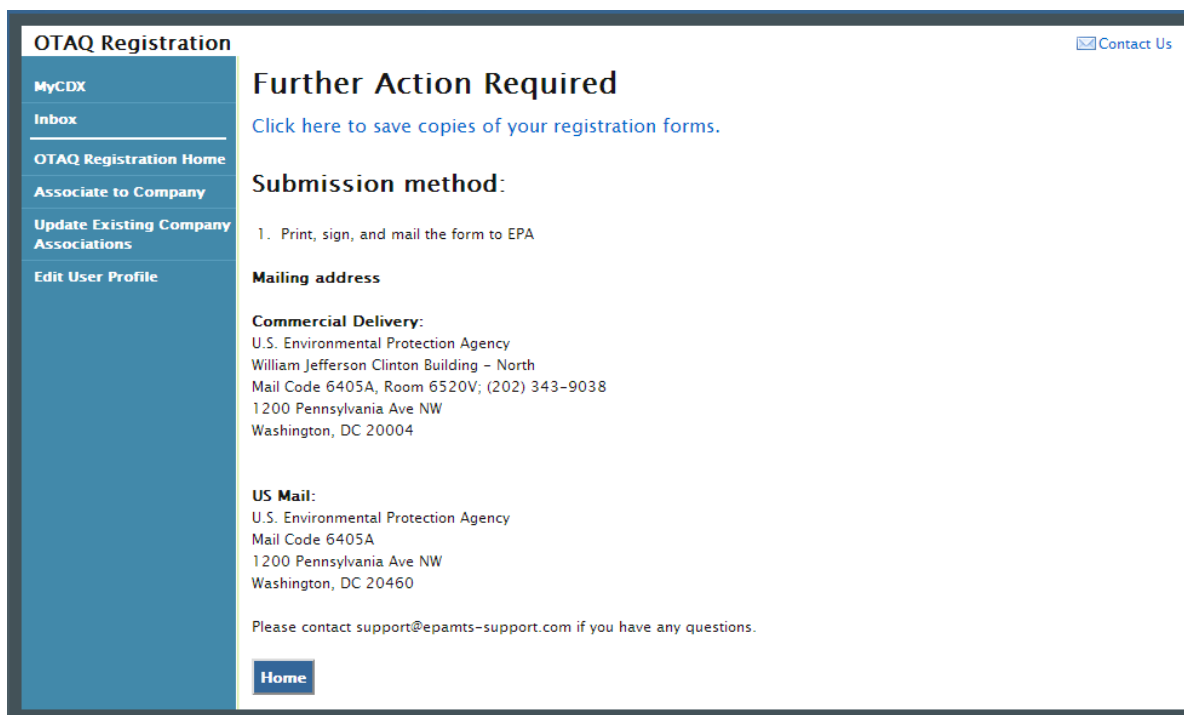 OTAQ Registration
Contact Us
MyCDX
Inbox
OTAQ Registration Home
Associate to Company
Update Existing Company
Associations
Edit User Profile
Further Action Required
Click here to save copies of your registration forms.
Submission method:
1. Print, sign, and mail the form to EPA
Mailing address
Commercial Delivery:
U.S. Environmental Protection Agency
William Jefferson Clinton Building - North
Mail Code 6405A, Room 6520V; (202) 343-9038
1200 Pennsylvania Ave NW
Washington, DC 20004
US Mail:
U.S. Environmental Protection Agency
Mail Code 6405A
1200 Pennsylvania Ave NW
Washington, DC 20460
Please contact support@epamts-support.com if you have any questions.
Home